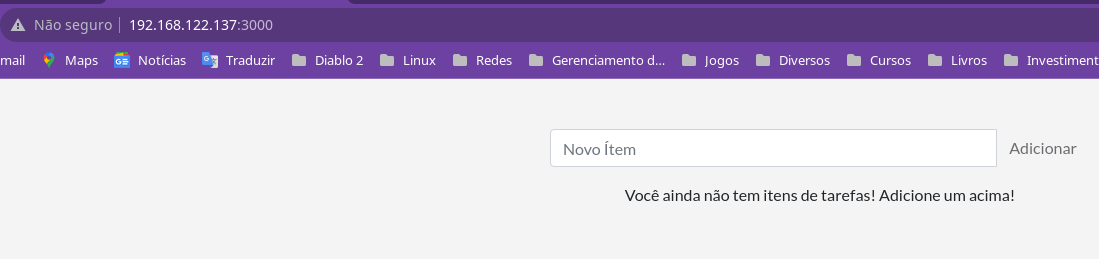 Não seguro 192.168.122.137:3000
mail Maps Notícias Traduzir Diablo 2 Linux Redes Gerenciamento d... Jogos Diversos Cursos Livros Investiment
Novo Ítem Adicionar
Você ainda não tem itens de tarefas! Adicione um acima!